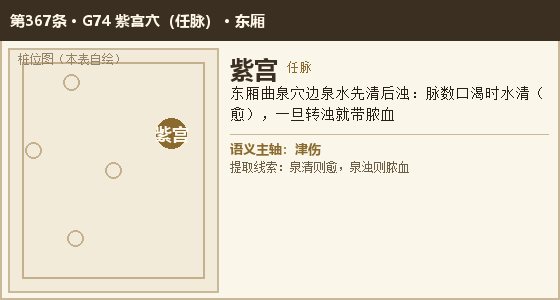 第367条·G74 紫宫六（任脉）·东厢
桩位图（本表自绘）
紫宫
紫宫 任脉
东厢曲泉穴边泉水先清后浊：脉数口渴时水清（
愈），一旦转浊就带脓血
语义主轴：津伤
提取线索：泉清则愈，泉浊则脓血